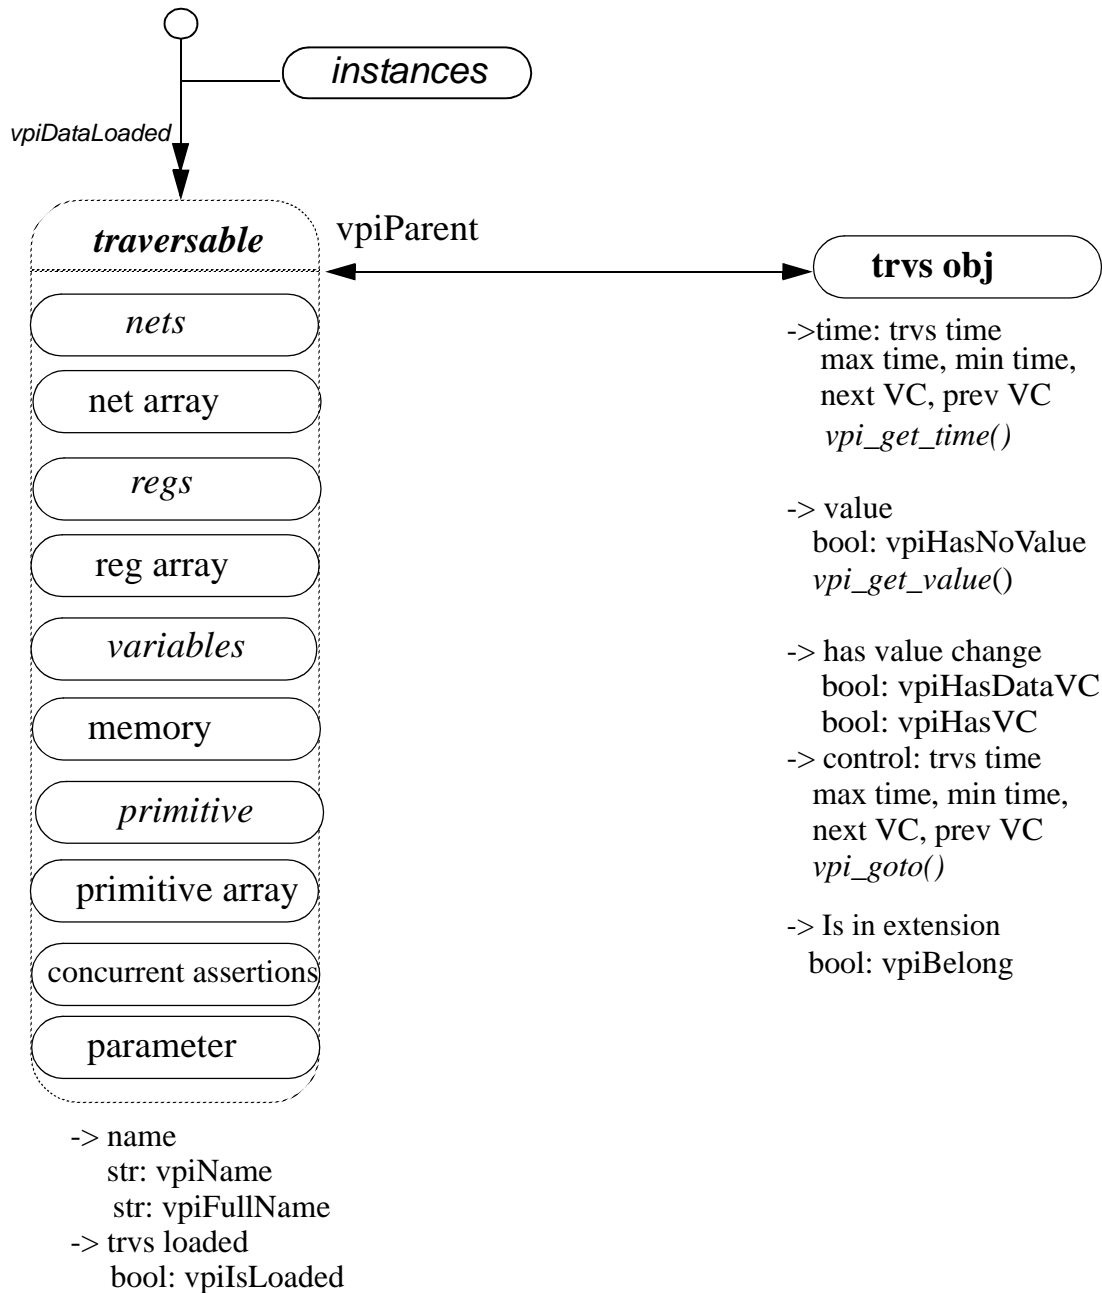 instances
vpiDataLoaded
traversable
vpiParent
trvs obj
nets
net array
regs
reg array
variables
memory
primitive
primitive array
concurrent assertions
parameter
-> name
str: vpiName
str: vpiFullName
-> trvs loaded
bool: vpiIsLoaded
->time: trvs time
max time, min time,
next VC, prev VC
vpi_get_time()
-> value
bool: vpiHasNoValue
vpi_get_value()
-> has value change
bool: vpiHasDataVC
bool: vpiHasVC
-> control: trvs time
max time, min time,
next VC, prev VC
vpi_goto()
-> Is in extension
bool: vpiBelong